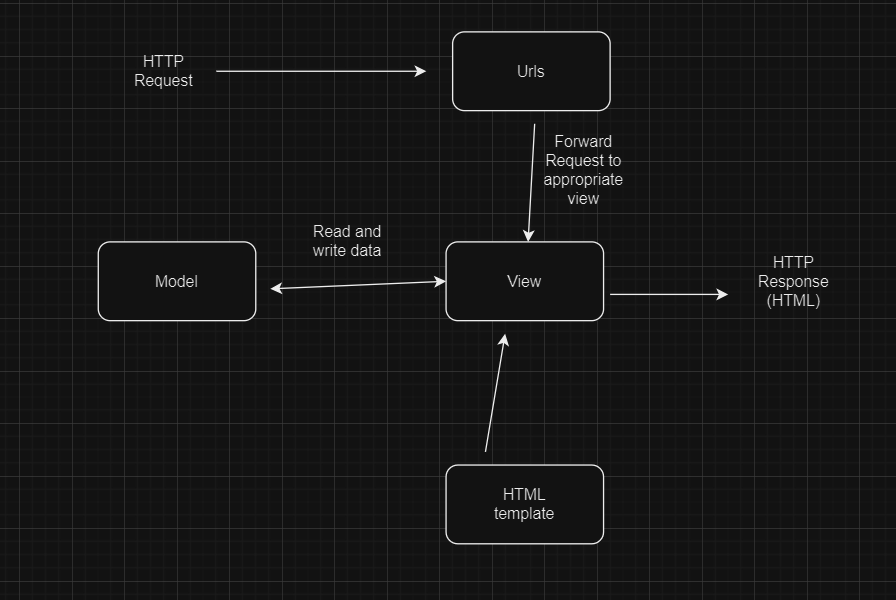 HTTP
Request
Urls
Forward
Request to
appropriate
view
Read and
write data
Model
View
HTTP
Response
(HTML)
HTML
template